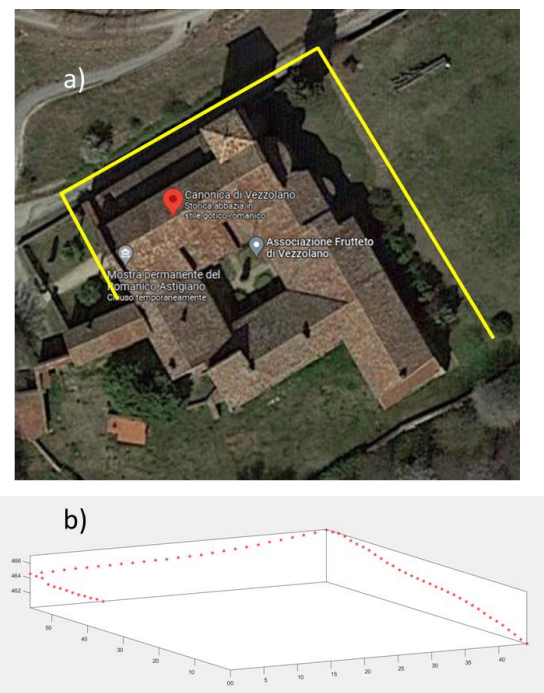 a)
Canonica di Vezzolano
Storica abbazia in
stile gotico-romanico
Associazione Frutteto
di Vezzolano
Mostra permanente del
Romanico Astigiano
Chiuso temporaneamente
b)
466
464
462
50
40
30
20
10
00
5
10
15
20
25
30
35
40